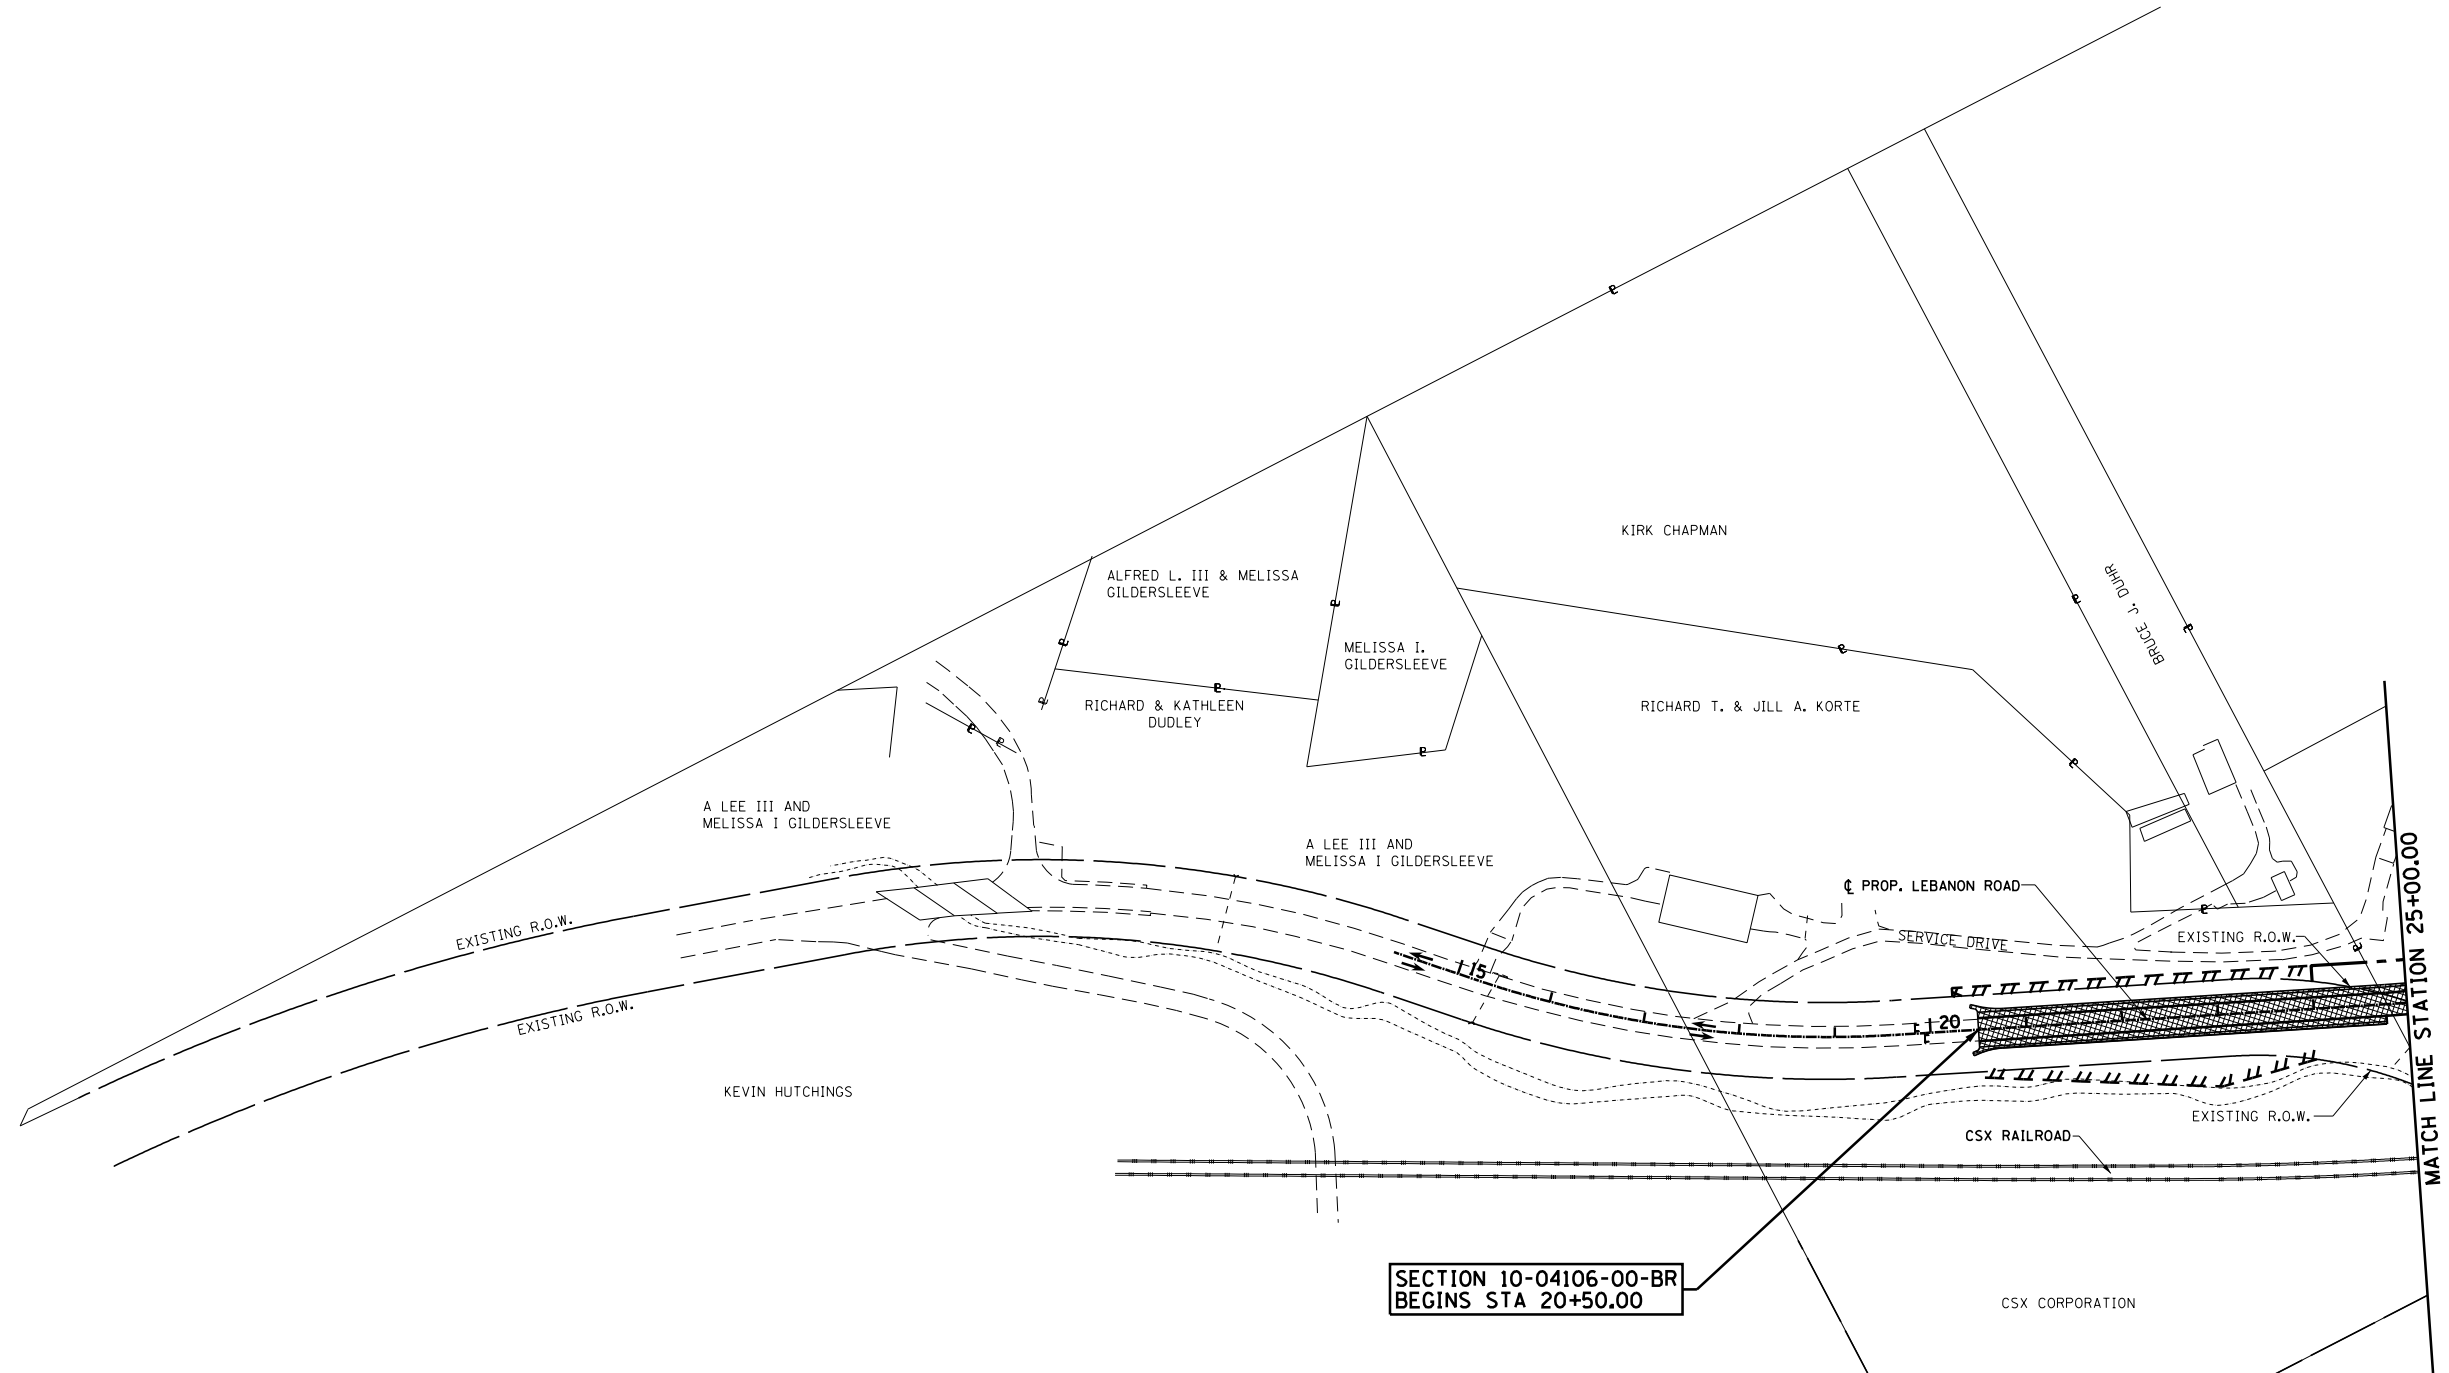 KIRK CHAPMAN
ALFRED L. III & MELISSA
GILDERSLEEVE
BRUCE J. DUHR
MELISSA I.
GILDERSLEEVE
RICHARD & KATHLEEN
DUDLEY
RICHARD T. & JILL A. KORTE
A LEE III AND
MELISSA I GILDERSLEEVE
A LEE III AND
MELISSA I GILDERSLEEVE
℄ PROP. LEBANON ROAD
EXISTING R.O.W.
SERVICE DRIVE
EXISTING R.O.W.
15
EXISTING R.O.W.
20
MATCH LINE STATION 25+00.00
KEVIN HUTCHINGS
EXISTING R.O.W.
CSX RAILROAD
SECTION 10-04106-00-BR
BEGINS STA 20+50.00
CSX CORPORATION